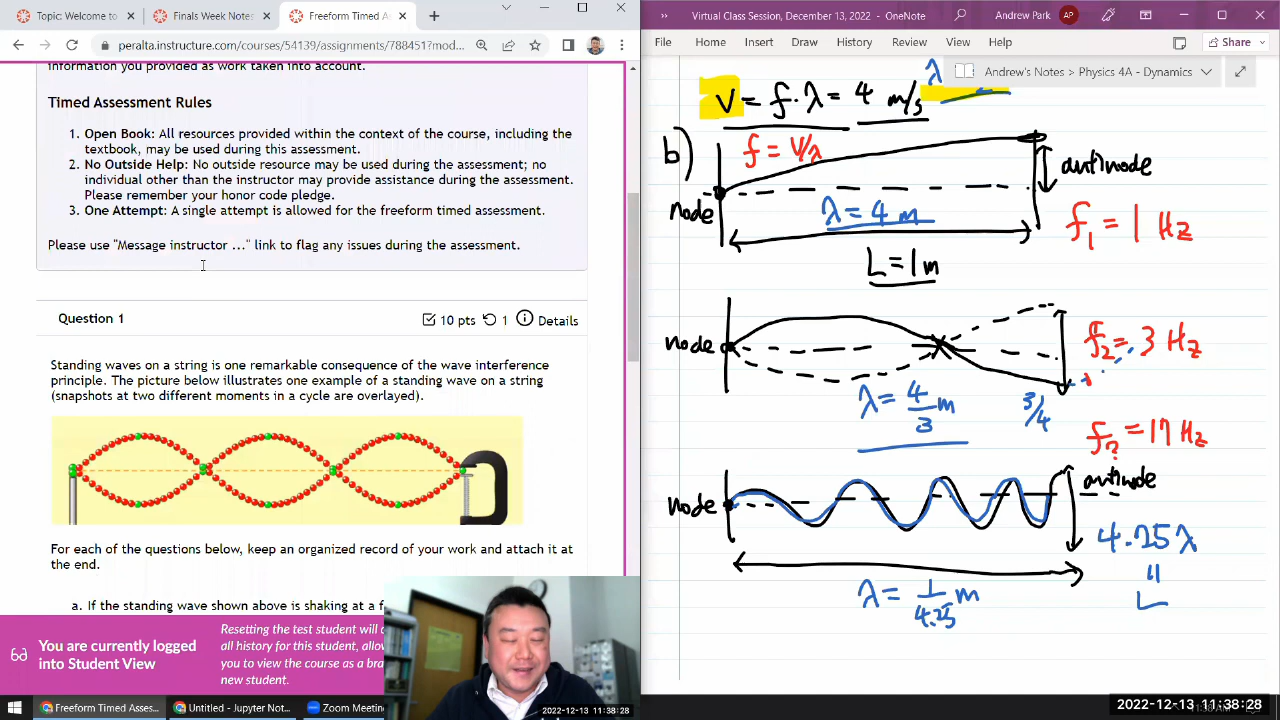 Topic: Welcome to
Finals Week Notes
Freeform Timed As
peralta.instructure.com/courses/54139/assignments/788451?mod...
information you provided as work taken into account.
Timed Assessment Rules
1. Open Book: All resources provided within the context of the course, including the
book, may be used during this assessment.
2. No Outside Help: No outside resource may be used during the assessment; no
individual other than the instructor may provide assistance during the assessment.
Please remember your honor code pledge.
3. One Attempt: A single attempt is allowed for the freeform timed assessment.
Please use "Message instructor ..." link to flag any issues during the assessment.
Question 1
10 pts
1
Details
Standing waves on a string is one remarkable consequence of the wave interference
principle. The picture below illustrates one example of a standing wave on a string
(snapshots at two different moments in a cycle are overlayed).
For each of the questions below, keep an organized record of your work and attach it at
the end.
a. If the standing wave shown above is shaking at a f
You are currently logged
into Student View
Resetting the test student will c
all history for this student, allow
you to view the course as a bra
new student.
Freeform Timed Asses...
Untitled - Jupyter Not...
Zoom Meeting
2022-12-13 11:38:28
Virtual Class Session, December 13, 2022 - OneNote
Andrew Park
AP
File
Home
Insert
Draw
History
Review
View
Help
Share
Andrew's Notes > Physics 4A - Dynamics
λ
V = f·λ = 4 m/s
b)
f = V/λ
antinode
node
λ = 4 m
f₁ = 1 Hz
L = 1m
node
f₂ = 3 Hz
λ = 4/3 m
3/4
f? = 17 Hz
node
antinode
4.25λ
"
L
λ = 1/4.25 m
2022-12-13 11:38:28